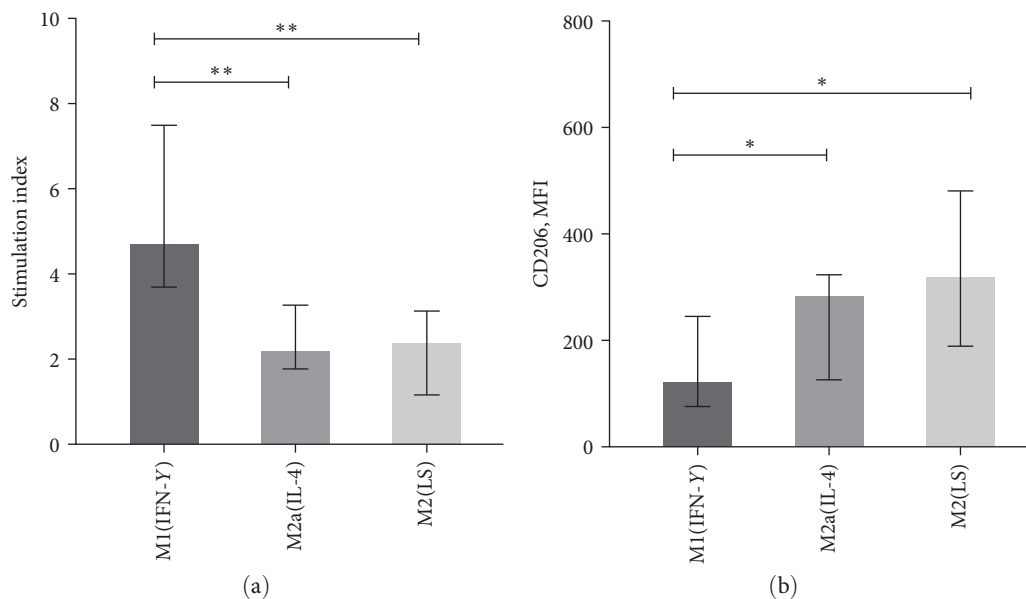 10
8
6
4
2
0
Stimulation index
**
**
M1(IFN-Y)
M2a(IL-4)
M2(LS)
(a)
800
600
400
200
0
CD206, MFI
*
*
M1(IFN-Y)
M2a(IL-4)
M2(LS)
(b)